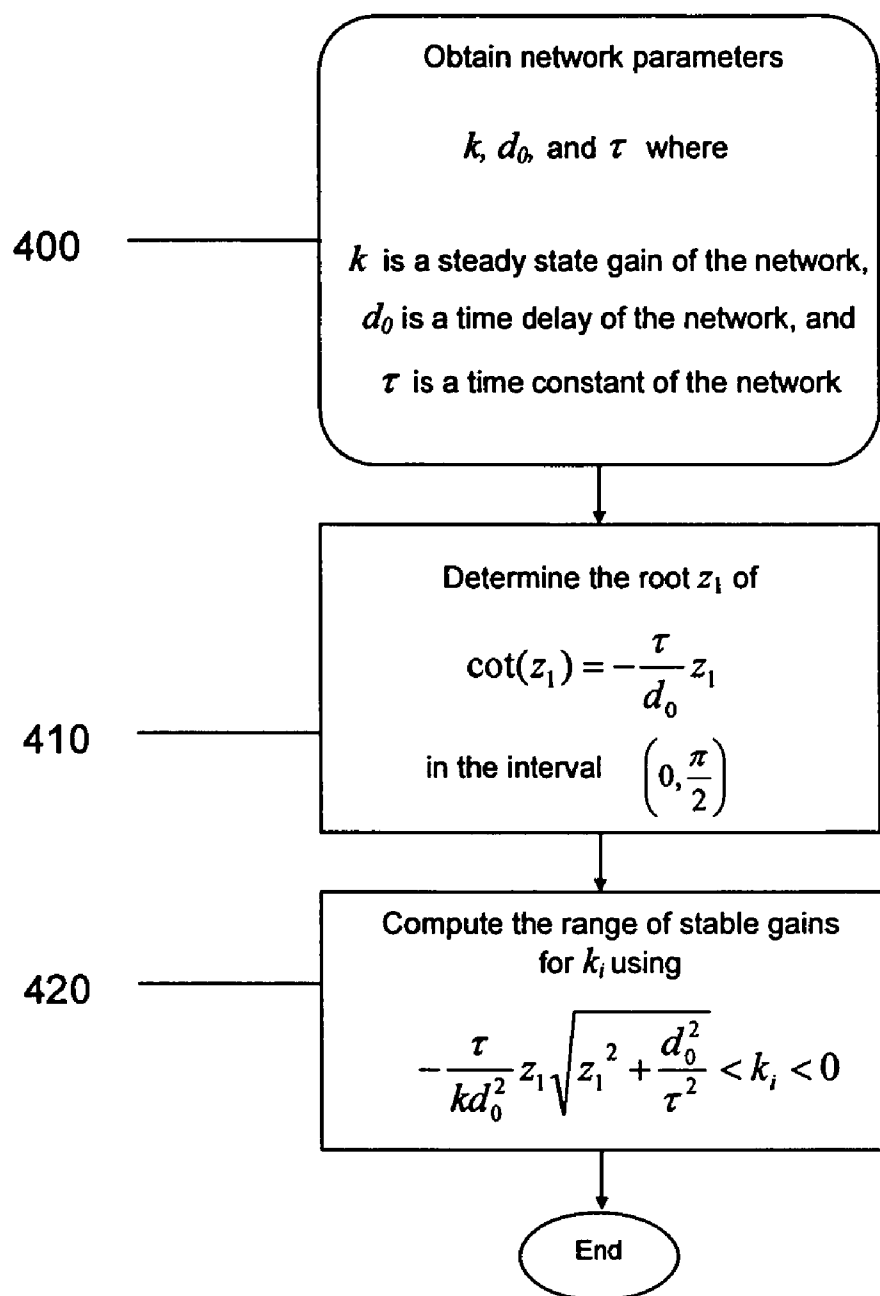 Obtain network parameters
k, d₀, and τ where
400
k is a steady state gain of the network,
d₀ is a time delay of the network, and
τ is a time constant of the network
Determine the root z₁ of
cot(z₁) = −(τ/d₀) z₁
410
in the interval (0, π/2)
Compute the range of stable gains
for kᵢ using
420
−(τ/(kd₀²)) z₁ √(z₁² + d₀²/τ²) < kᵢ < 0
End